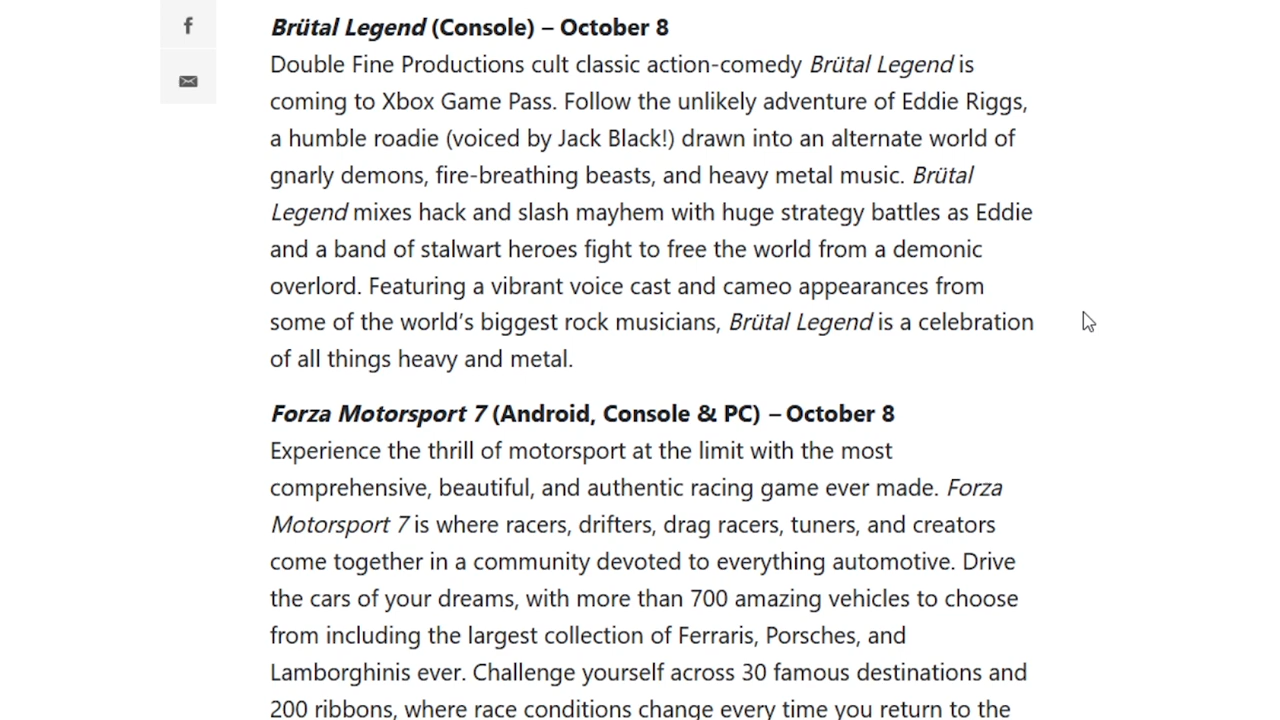 Brütal Legend (Console) – October 8
Double Fine Productions cult classic action-comedy Brütal Legend is
coming to Xbox Game Pass. Follow the unlikely adventure of Eddie Riggs,
a humble roadie (voiced by Jack Black!) drawn into an alternate world of
gnarly demons, fire-breathing beasts, and heavy metal music. Brütal
Legend mixes hack and slash mayhem with huge strategy battles as Eddie
and a band of stalwart heroes fight to free the world from a demonic
overlord. Featuring a vibrant voice cast and cameo appearances from
some of the world’s biggest rock musicians, Brütal Legend is a celebration
of all things heavy and metal.
Forza Motorsport 7 (Android, Console & PC) – October 8
Experience the thrill of motorsport at the limit with the most
comprehensive, beautiful, and authentic racing game ever made. Forza
Motorsport 7 is where racers, drifters, drag racers, tuners, and creators
come together in a community devoted to everything automotive. Drive
the cars of your dreams, with more than 700 amazing vehicles to choose
from including the largest collection of Ferraris, Porsches, and
Lamborghinis ever. Challenge yourself across 30 famous destinations and
200 ribbons, where race conditions change every time you return to the